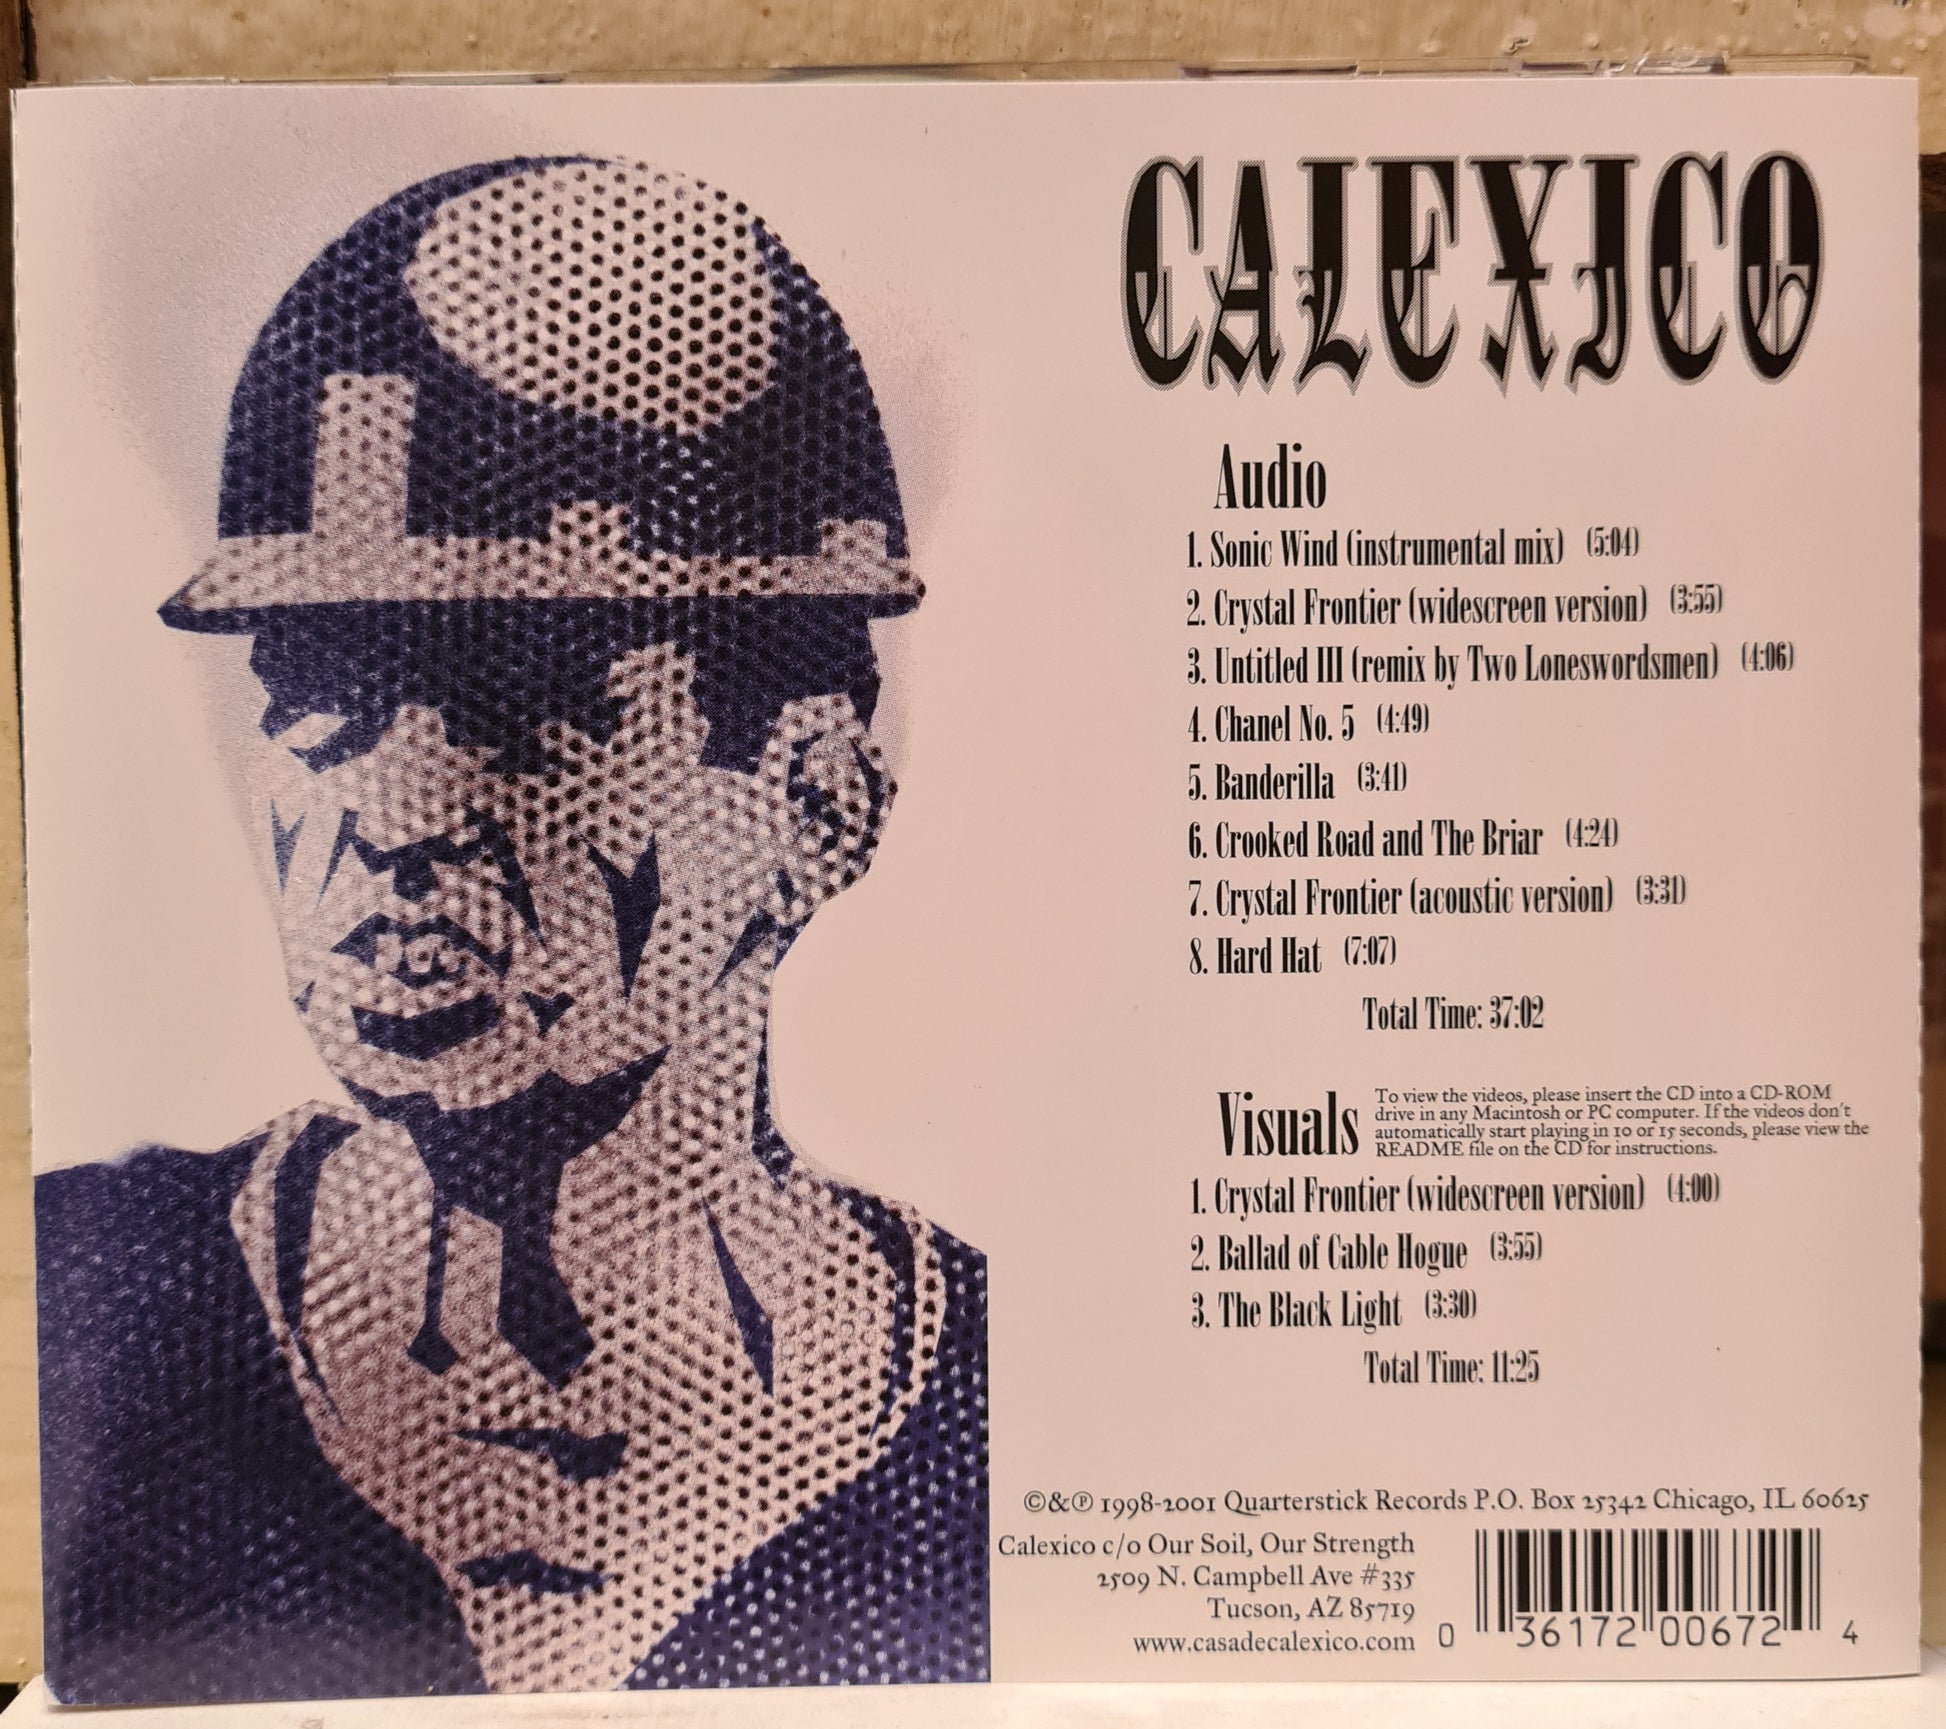 CALEXICO
Audio
1. Sonic Wind (instrumental mix) (5:04)
2. Crystal Frontier (widescreen version) (3:55)
3. Untitled III (remix by Two Loneswordsmen) (4:06)
4. Chanel No. 5 (4:49)
5. Banderilla (3:41)
6. Crooked Road and The Briar (4:24)
7. Crystal Frontier (acoustic version) (3:31)
8. Hard Hat (7:07)
Total Time: 37:02
Visuals
To view the videos, please insert the CD into a CD-ROM
drive in any Macintosh or PC computer. If the videos don't
automatically start playing in 10 or 15 seconds, please view the
README file on the CD for instructions.
1. Crystal Frontier (widescreen version) (4:00)
2. Ballad of Cable Hogue (3:55)
3. The Black Light (3:30)
Total Time: 11:25
©&℗ 1998-2001 Quarterstick Records P.O. Box 25342 Chicago, IL 60625
Calexico c/o Our Soil, Our Strength
2509 N. Campbell Ave #335
Tucson, AZ 85719
www.casadecalexico.com
0 36172 00672 4